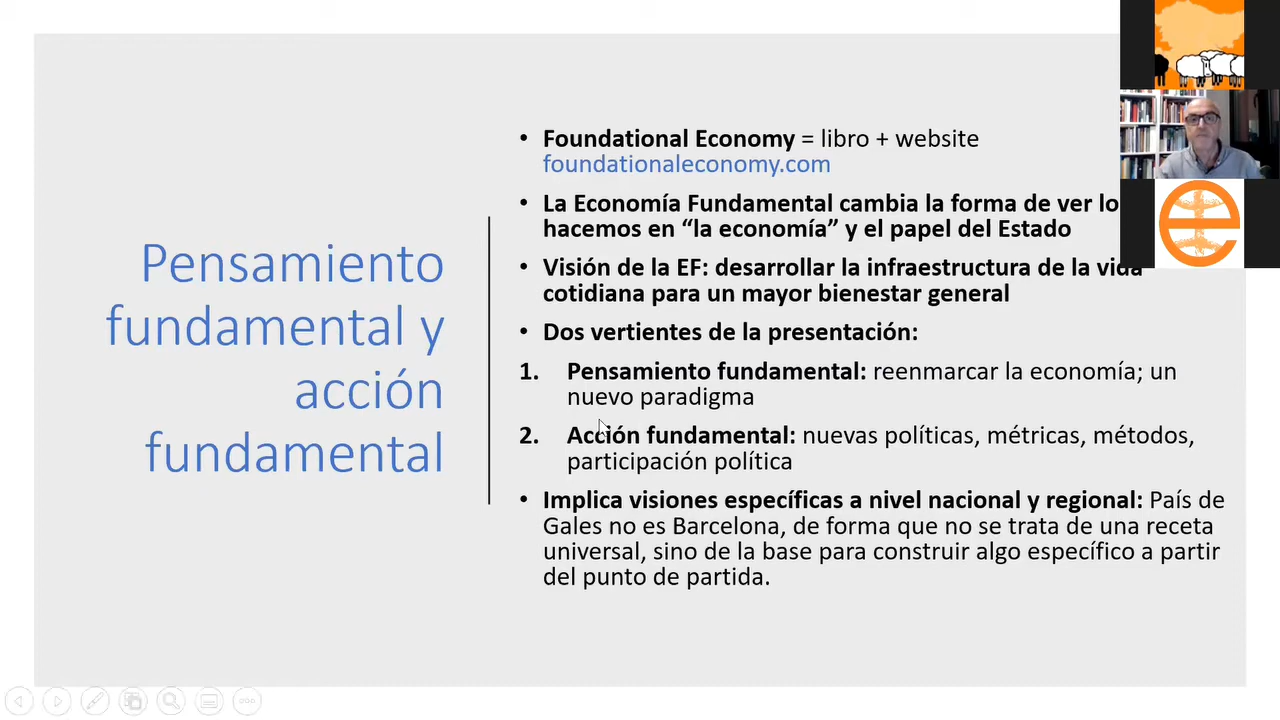 Pensamiento
fundamental y
acción
fundamental
• Foundational Economy = libro + website
foundationaleconomy.com
• La Economía Fundamental cambia la forma de ver lo
hacemos en “la economía” y el papel del Estado
• Visión de la EF: desarrollar la infraestructura de la vida
cotidiana para un mayor bienestar general
• Dos vertientes de la presentación:
1. Pensamiento fundamental: reenmarcar la economía; un
nuevo paradigma
2. Acción fundamental: nuevas políticas, métricas, métodos,
participación política
• Implica visiones específicas a nivel nacional y regional: País de
Gales no es Barcelona, de forma que no se trata de una receta
universal, sino de la base para construir algo específico a partir
del punto de partida.
e